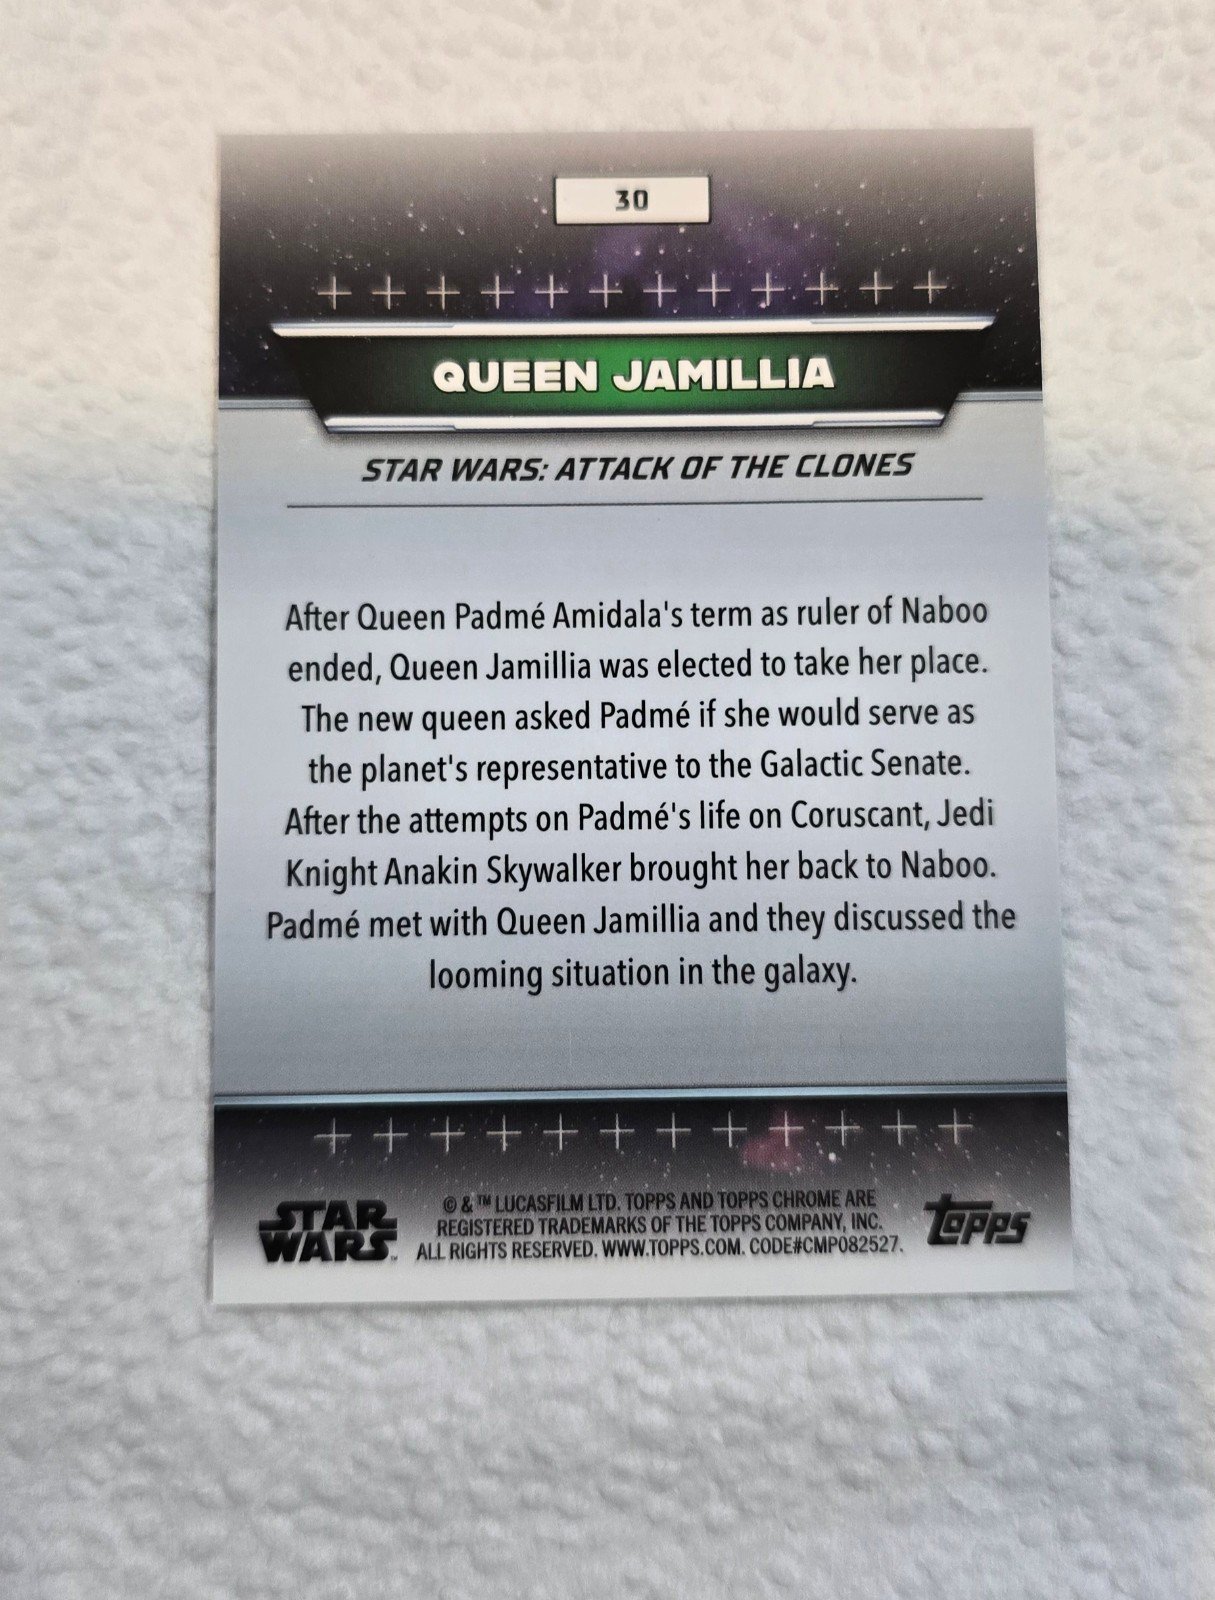 30
QUEEN JAMILLIA
STAR WARS: ATTACK OF THE CLONES
After Queen Padmé Amidala's term as ruler of Naboo
ended, Queen Jamillia was elected to take her place.
The new queen asked Padmé if she would serve as
the planet's representative to the Galactic Senate.
After the attempts on Padmé's life on Coruscant, Jedi
Knight Anakin Skywalker brought her back to Naboo.
Padmé met with Queen Jamillia and they discussed the
looming situation in the galaxy.
STAR
WARS™
© & ™ LUCASFILM LTD. TOPPS AND TOPPS CHROME ARE
REGISTERED TRADEMARKS OF THE TOPPS COMPANY, INC.
ALL RIGHTS RESERVED. WWW.TOPPS.COM. CODE#CMP082527.
topps